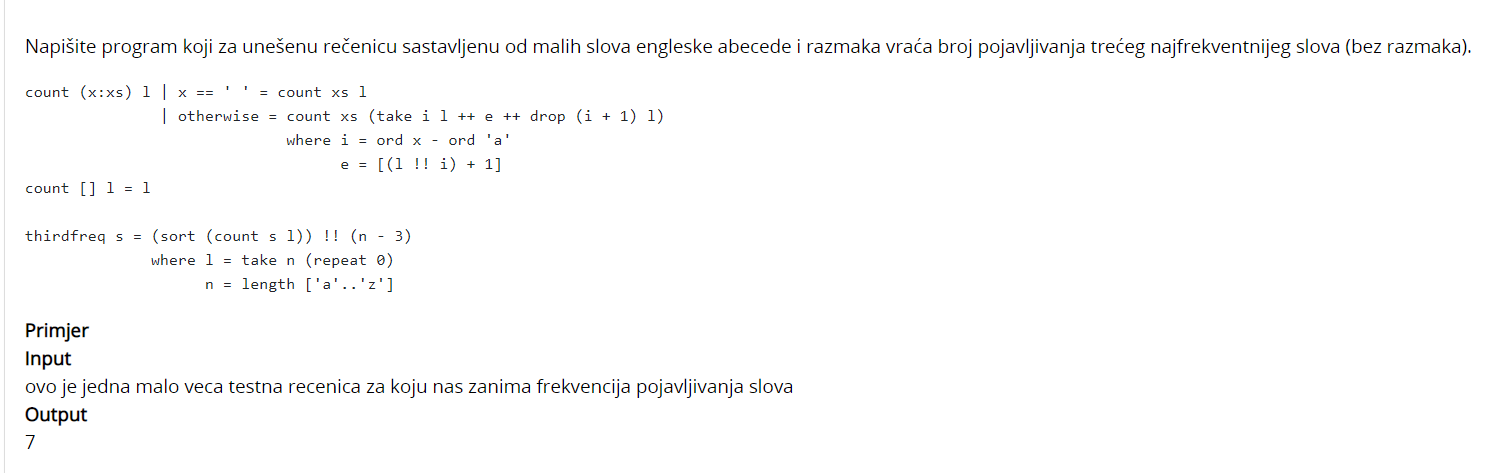 Napišite program koji za unešenu rečenicu sastavljenu od malih slova engleske abecede i razmaka vraća broj pojavljivanja trećeg najfrekventnijeg slova (bez razmaka).
count (x:xs) l | x == ' ' = count xs l
| otherwise = count xs (take i l ++ e ++ drop (i + 1) l)
where i = ord x - ord 'a'
e = [(l !! i) + 1]
count [] l = l
thirdfreq s = (sort (count s l)) !! (n - 3)
where l = take n (repeat 0)
n = length ['a'..'z']
Primjer
Input
ovo je jedna malo veca testna recenica za koju nas zanima frekvencija pojavljivanja slova
Output
7